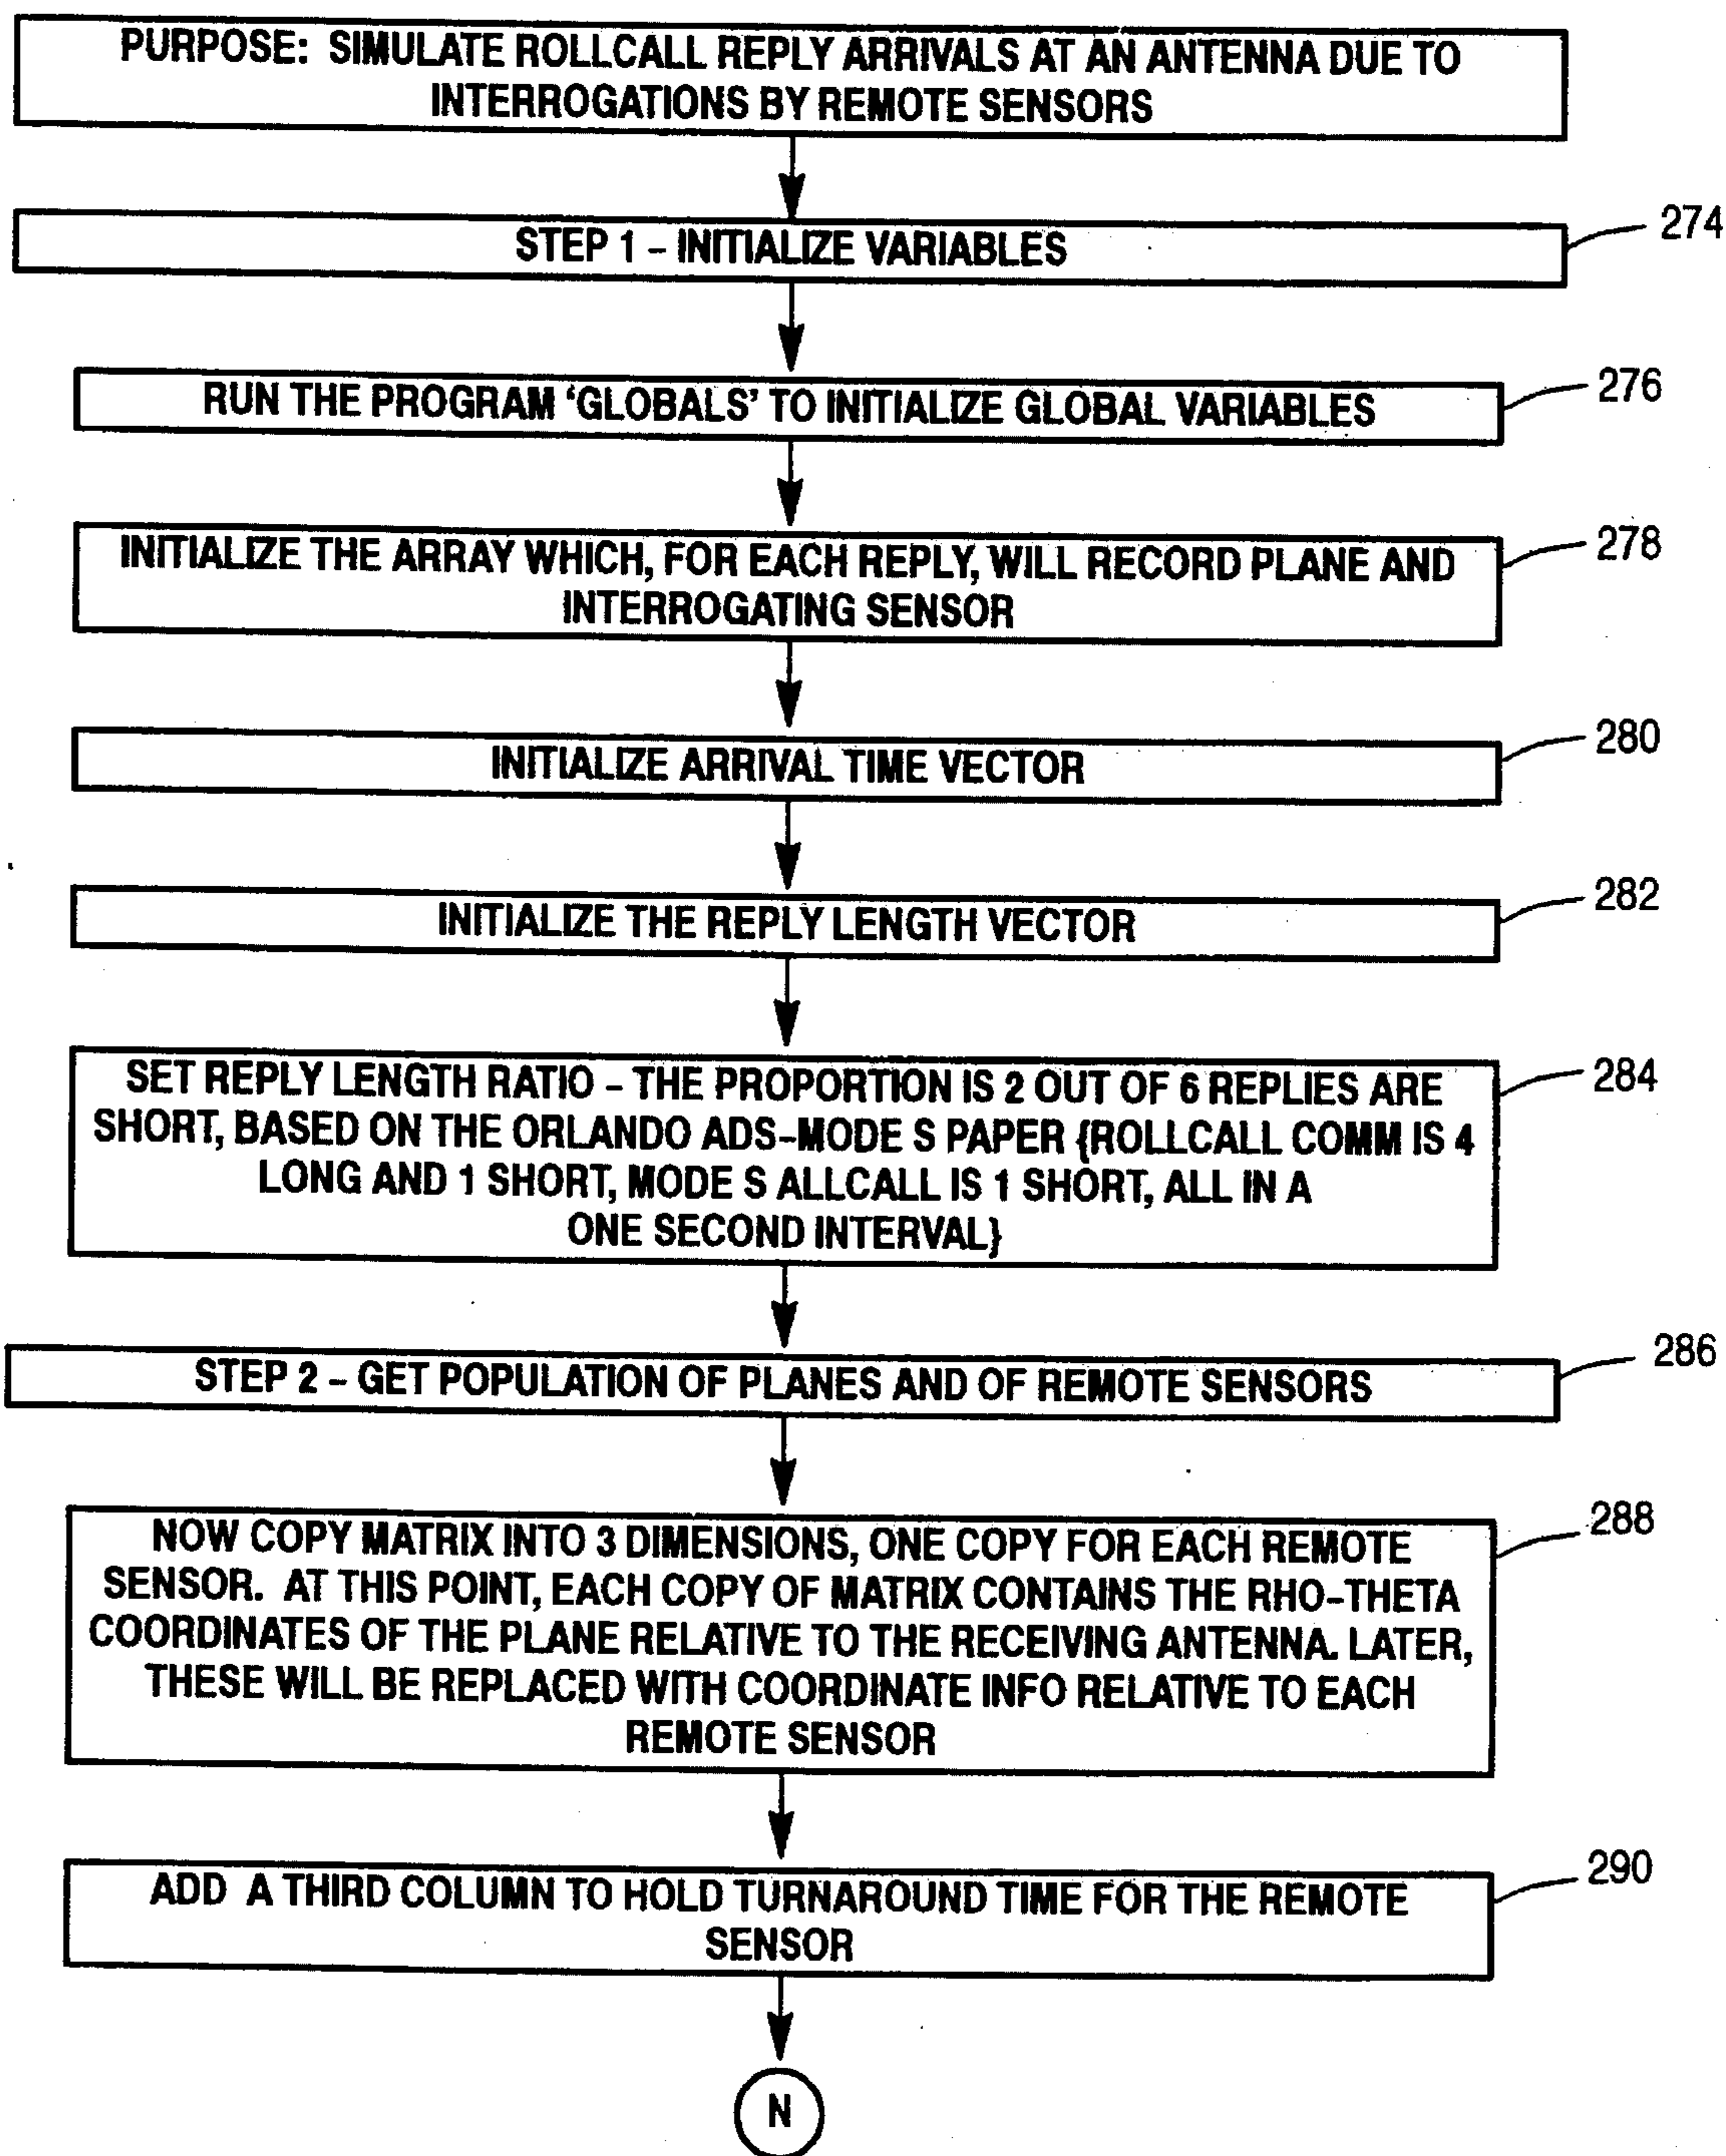 PURPOSE: SIMULATE ROLLCALL REPLY ARRIVALS AT AN ANTENNA DUE TO
INTERROGATIONS BY REMOTE SENSORS
STEP 1 – INITIALIZE VARIABLES
274
RUN THE PROGRAM ‘GLOBALS’ TO INITIALIZE GLOBAL VARIABLES
276
INITIALIZE THE ARRAY WHICH, FOR EACH REPLY, WILL RECORD PLANE AND
INTERROGATING SENSOR
278
INITIALIZE ARRIVAL TIME VECTOR
280
INITIALIZE THE REPLY LENGTH VECTOR
282
SET REPLY LENGTH RATIO – THE PROPORTION IS 2 OUT OF 6 REPLIES ARE
SHORT, BASED ON THE ORLANDO ADS–MODE S PAPER {ROLLCALL COMM IS 4
LONG AND 1 SHORT, MODE S ALLCALL IS 1 SHORT, ALL IN A
ONE SECOND INTERVAL}
284
STEP 2 – GET POPULATION OF PLANES AND OF REMOTE SENSORS
286
NOW COPY MATRIX INTO 3 DIMENSIONS, ONE COPY FOR EACH REMOTE
SENSOR. AT THIS POINT, EACH COPY OF MATRIX CONTAINS THE RHO–THETA
COORDINATES OF THE PLANE RELATIVE TO THE RECEIVING ANTENNA. LATER,
THESE WILL BE REPLACED WITH COORDINATE INFO RELATIVE TO EACH
REMOTE SENSOR
288
ADD A THIRD COLUMN TO HOLD TURNAROUND TIME FOR THE REMOTE
SENSOR
290
N